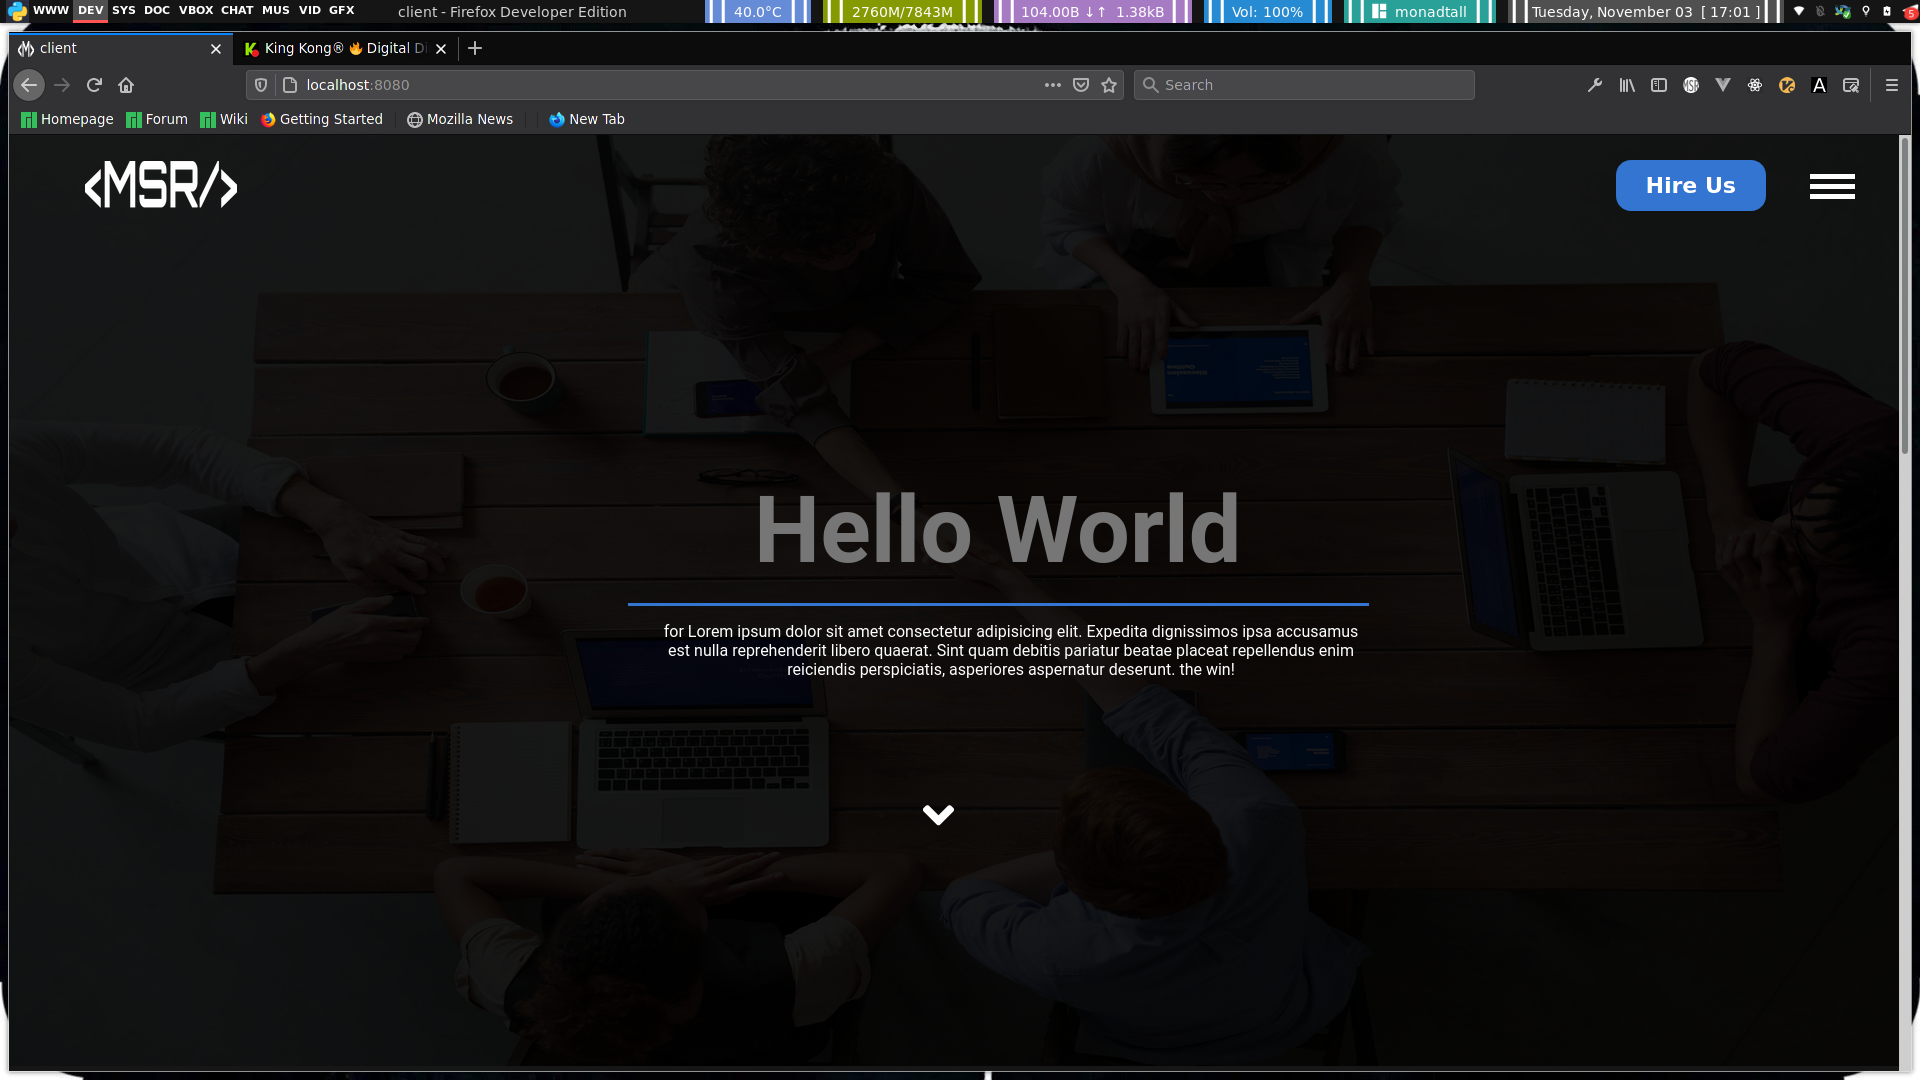 WWW DEV SYS DOC VBOX CHAT MUS VID GFX client - Firefox Developer Edition 40.0°C 2760M/7843M 104.00B ↓↑ 1.38kB Vol: 100% monadtall Tuesday, November 03 [ 17:01 ] 5
client King Kong® 🔥 Digital Di
localhost:8080 Search
Homepage Forum Wiki Getting Started Mozilla News New Tab
<MSR/> Hire Us
Hello World
for Lorem ipsum dolor sit amet consectetur adipisicing elit. Expedita dignissimos ipsa accusamus
est nulla reprehenderit libero quaerat. Sint quam debitis pariatur beatae placeat repellendus enim
reiciendis perspiciatis, asperiores aspernatur deserunt. the win!